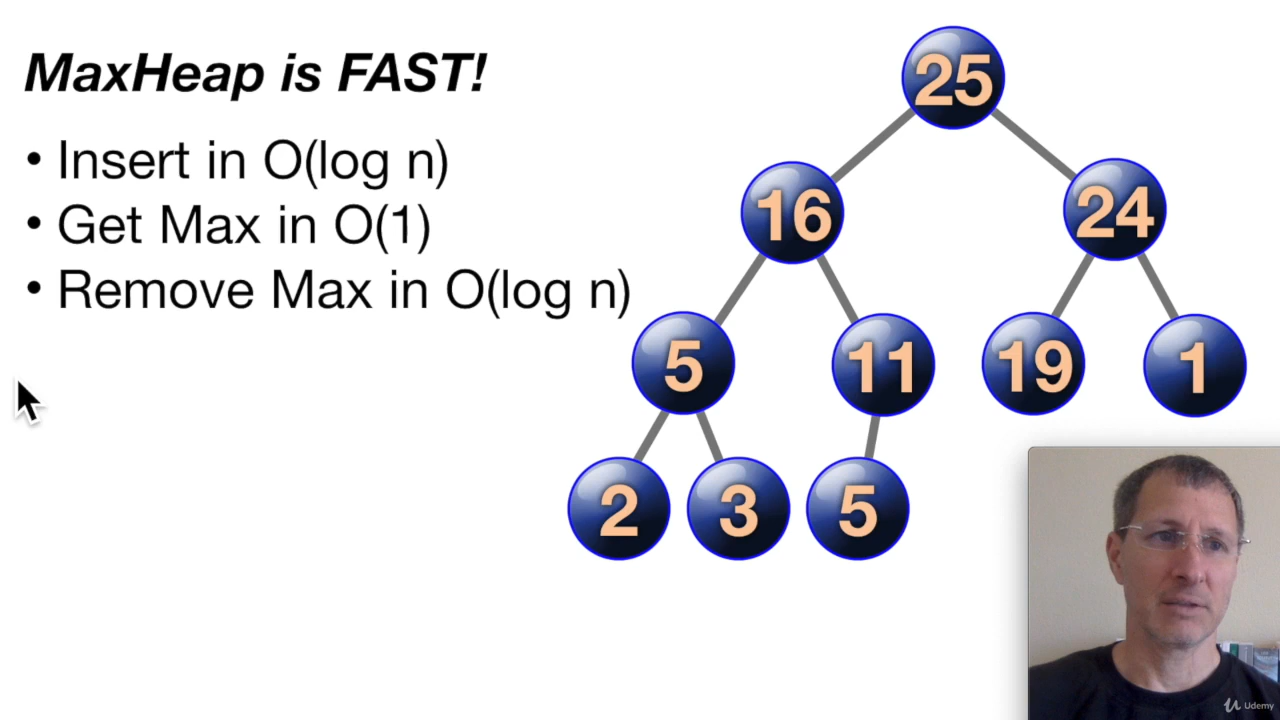 MaxHeap is FAST!
• Insert in O(log n)
• Get Max in O(1)
• Remove Max in O(log n)
25
16
24
5
11
19
1
2
3
5
Udemy